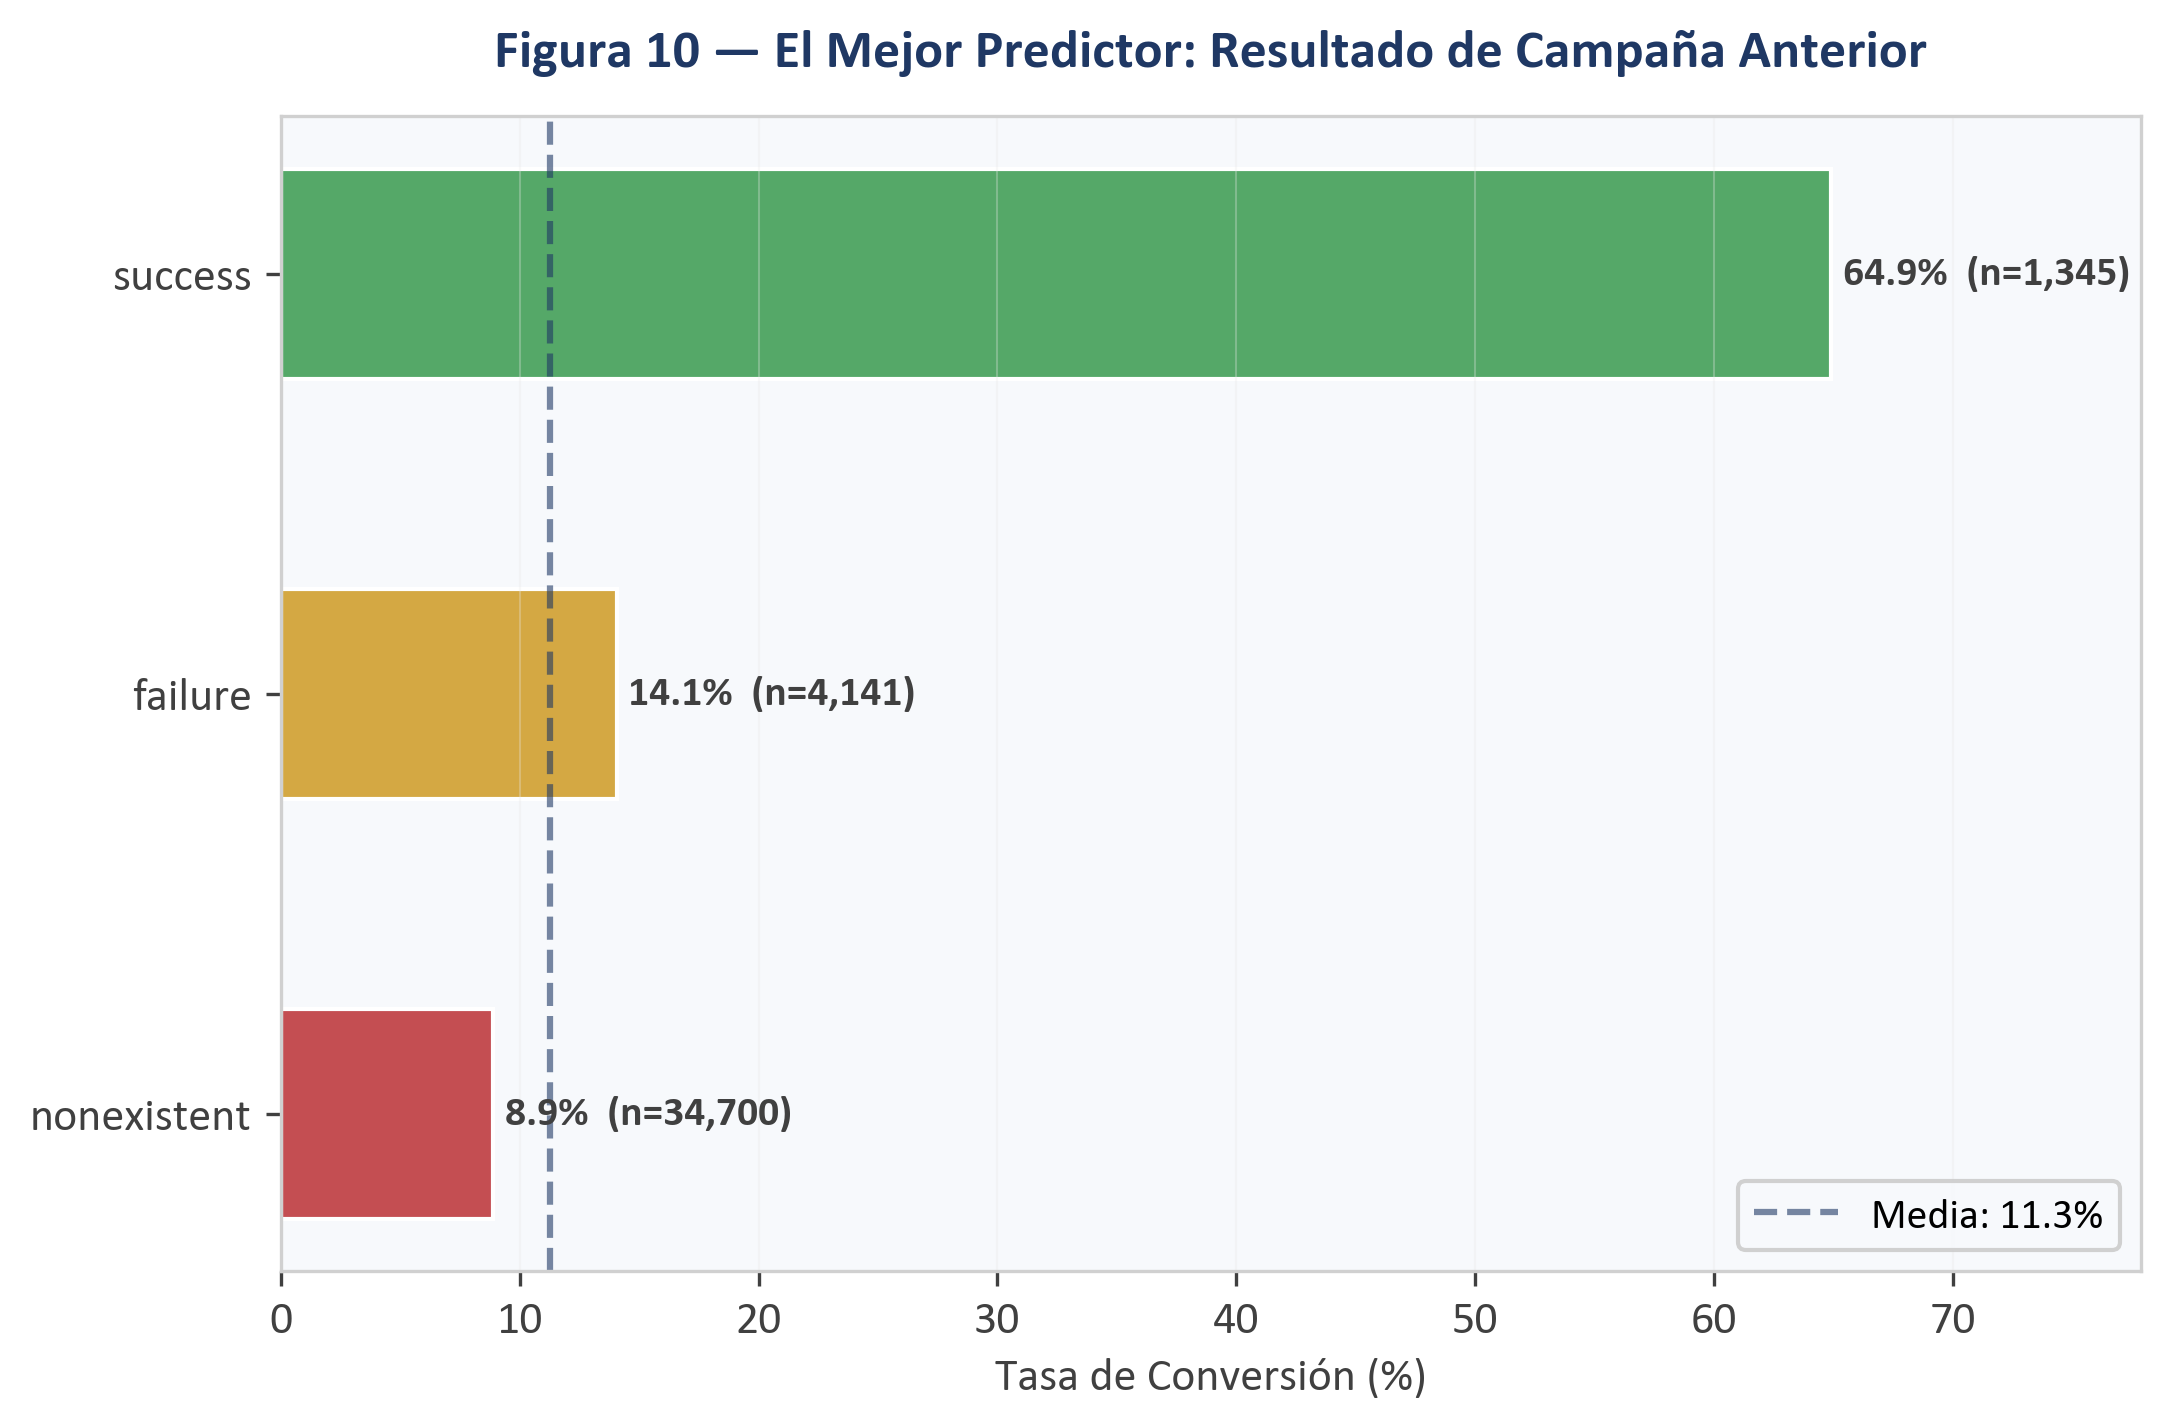 Figura 10 — El Mejor Predictor: Resultado de Campaña Anterior
success
64.9% (n=1,345)
failure
14.1% (n=4,141)
nonexistent
8.9% (n=34,700)
Media: 11.3%
0 10 20 30 40 50 60 70
Tasa de Conversión (%)